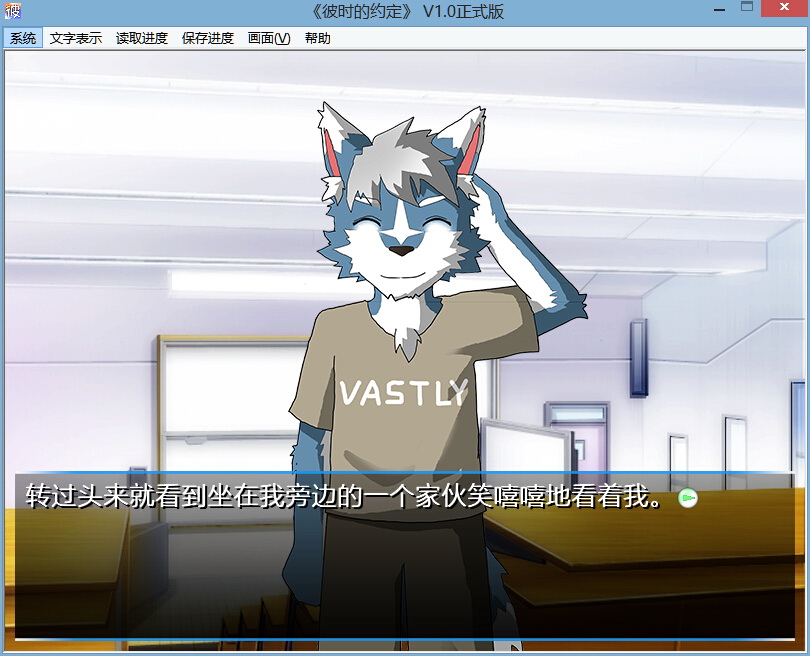 《彼时的约定》 V1.0正式版
系统 文字表示 读取进度 保存进度 画面(V) 帮助
VASTLY
转过头来就看到坐在我旁边的一个家伙笑嘻嘻地看着我。